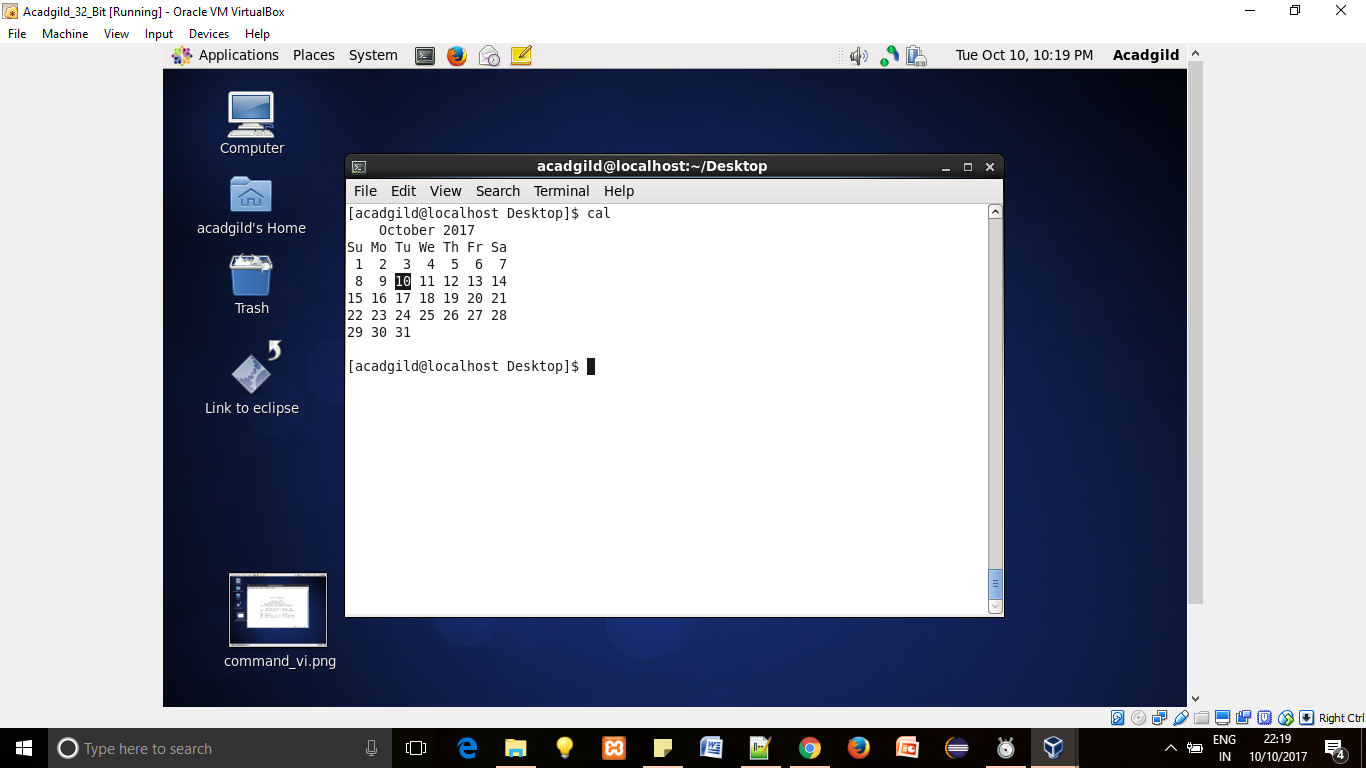 Acadgild_32_Bit [Running] - Oracle VM VirtualBox
File Machine View Input Devices Help
Applications Places System Tue Oct 10, 10:19 PM Acadgild
Computer
acadgild's Home
Trash
Link to eclipse
command_vi.png
acadgild@localhost:~/Desktop
File Edit View Search Terminal Help
[acadgild@localhost Desktop]$ cal
October 2017
Su Mo Tu We Th Fr Sa
1 2 3 4 5 6 7
8 9 10 11 12 13 14
15 16 17 18 19 20 21
22 23 24 25 26 27 28
29 30 31
[acadgild@localhost Desktop]$
Right Ctrl
Type here to search
ENG
IN
22:19
10/10/2017
4